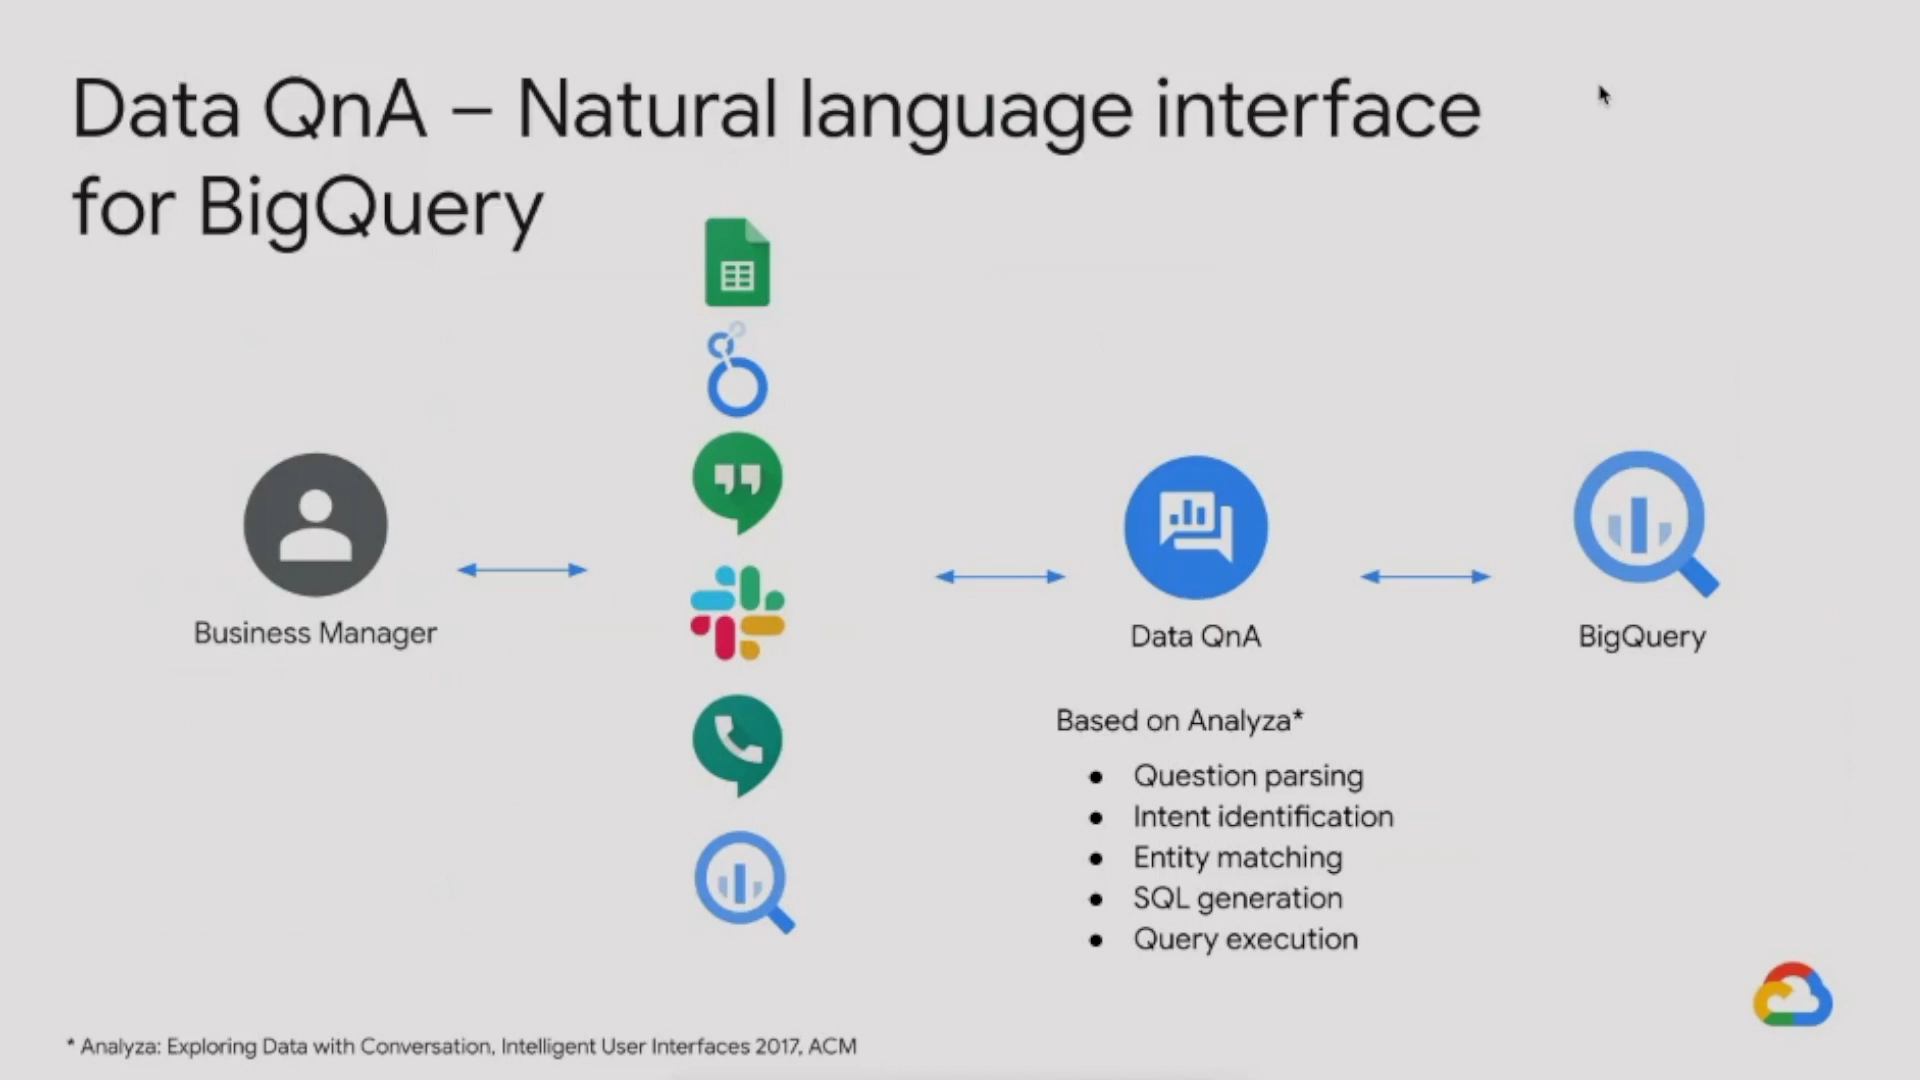 Data QnA – Natural language interface
for BigQuery
Business Manager
Data QnA
BigQuery
Based on Analyza*
● Question parsing
● Intent identification
● Entity matching
● SQL generation
● Query execution
* Analyza: Exploring Data with Conversation, Intelligent User Interfaces 2017, ACM